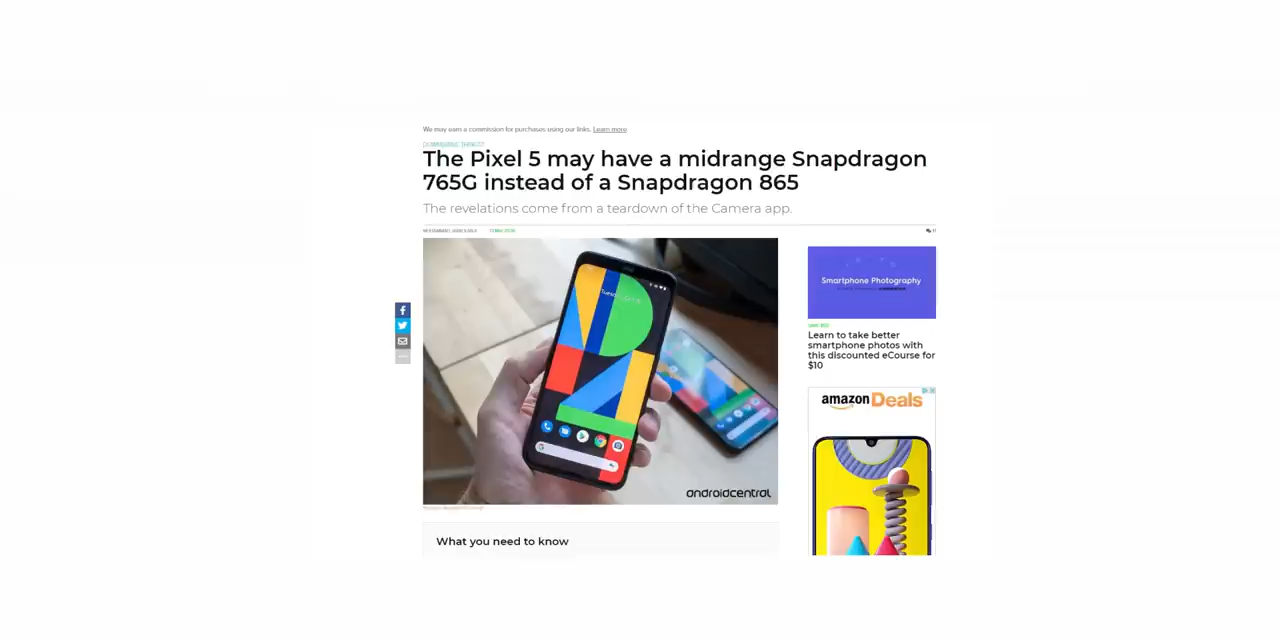 We may earn a commission for purchases using our links. Learn more
The Pixel 5 may have a midrange Snapdragon
765G instead of a Snapdragon 865
The revelations come from a teardown of the Camera app.
androidcentral
What you need to know
Smartphone Photography
Learn to take better
smartphone photos with
this discounted eCourse for
$10
amazon Deals